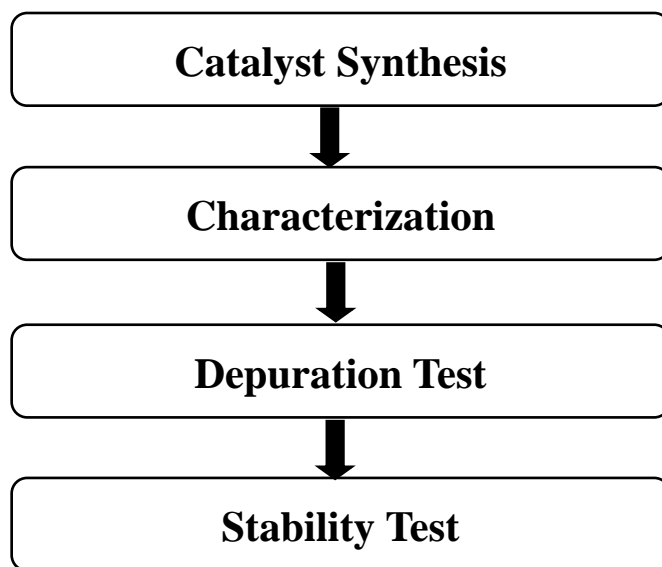 Catalyst Synthesis
Characterization
Depuration Test
Stability Test